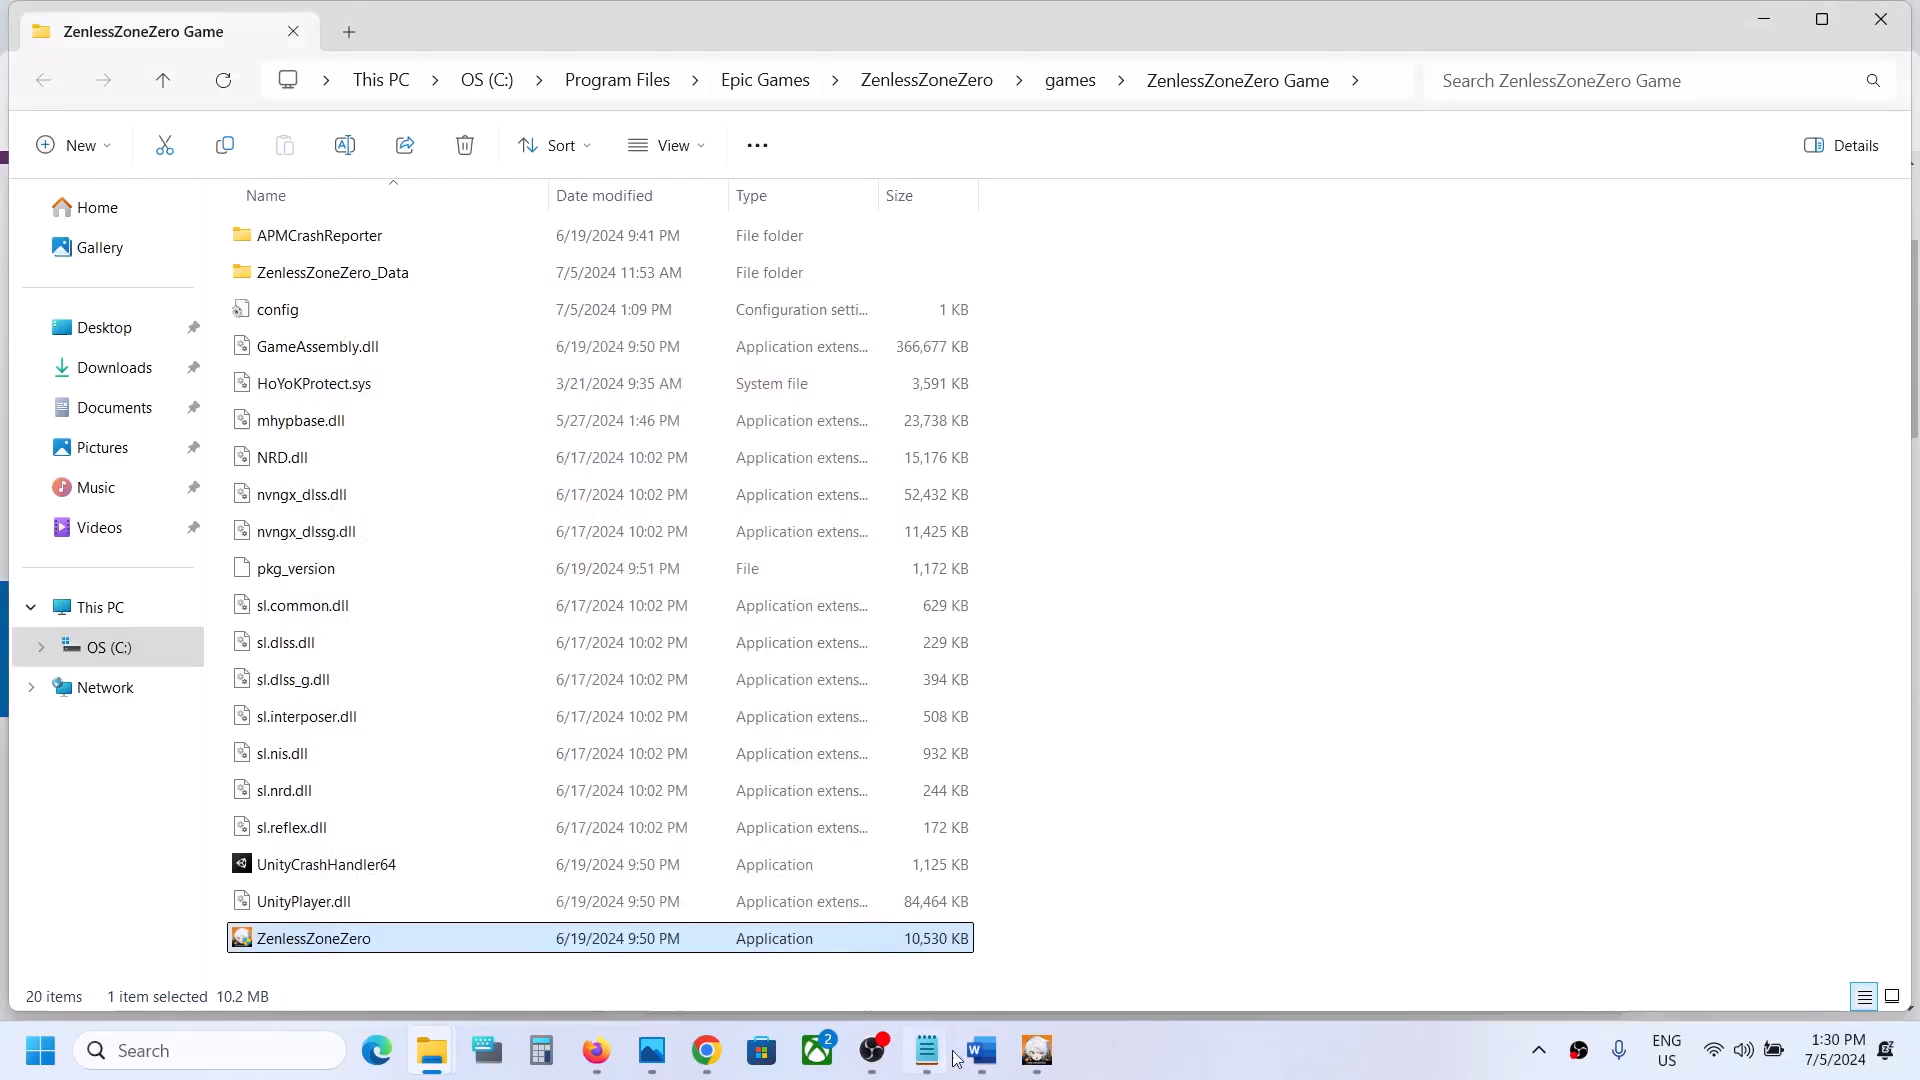 ZenlessZoneZero Game
This PC > OS (C:) > Program Files > Epic Games > ZenlessZoneZero > games > ZenlessZoneZero Game >
Search ZenlessZoneZero Game
New
Sort
View
Details
Name Date modified Type Size
Home
Gallery
Desktop
Downloads
Documents
Pictures
Music
Videos
This PC
OS (C:)
Network
APMCrashReporter 6/19/2024 9:41 PM File folder
ZenlessZoneZero_Data 7/5/2024 11:53 AM File folder
config 7/5/2024 1:09 PM Configuration setti... 1 KB
GameAssembly.dll 6/19/2024 9:50 PM Application extens... 366,677 KB
HoYoKProtect.sys 3/21/2024 9:35 AM System file 3,591 KB
mhypbase.dll 5/27/2024 1:46 PM Application extens... 23,738 KB
NRD.dll 6/17/2024 10:02 PM Application extens... 15,176 KB
nvngx_dlss.dll 6/17/2024 10:02 PM Application extens... 52,432 KB
nvngx_dlssg.dll 6/17/2024 10:02 PM Application extens... 11,425 KB
pkg_version 6/19/2024 9:51 PM File 1,172 KB
sl.common.dll 6/17/2024 10:02 PM Application extens... 629 KB
sl.dlss.dll 6/17/2024 10:02 PM Application extens... 229 KB
sl.dlss_g.dll 6/17/2024 10:02 PM Application extens... 394 KB
sl.interposer.dll 6/17/2024 10:02 PM Application extens... 508 KB
sl.nis.dll 6/17/2024 10:02 PM Application extens... 932 KB
sl.nrd.dll 6/17/2024 10:02 PM Application extens... 244 KB
sl.reflex.dll 6/17/2024 10:02 PM Application extens... 172 KB
UnityCrashHandler64 6/19/2024 9:50 PM Application 1,125 KB
UnityPlayer.dll 6/19/2024 9:50 PM Application extens... 84,464 KB
ZenlessZoneZero 6/19/2024 9:50 PM Application 10,530 KB
20 items 1 item selected 10.2 MB
Search
2
W
ENG
US
1:30 PM
7/5/2024